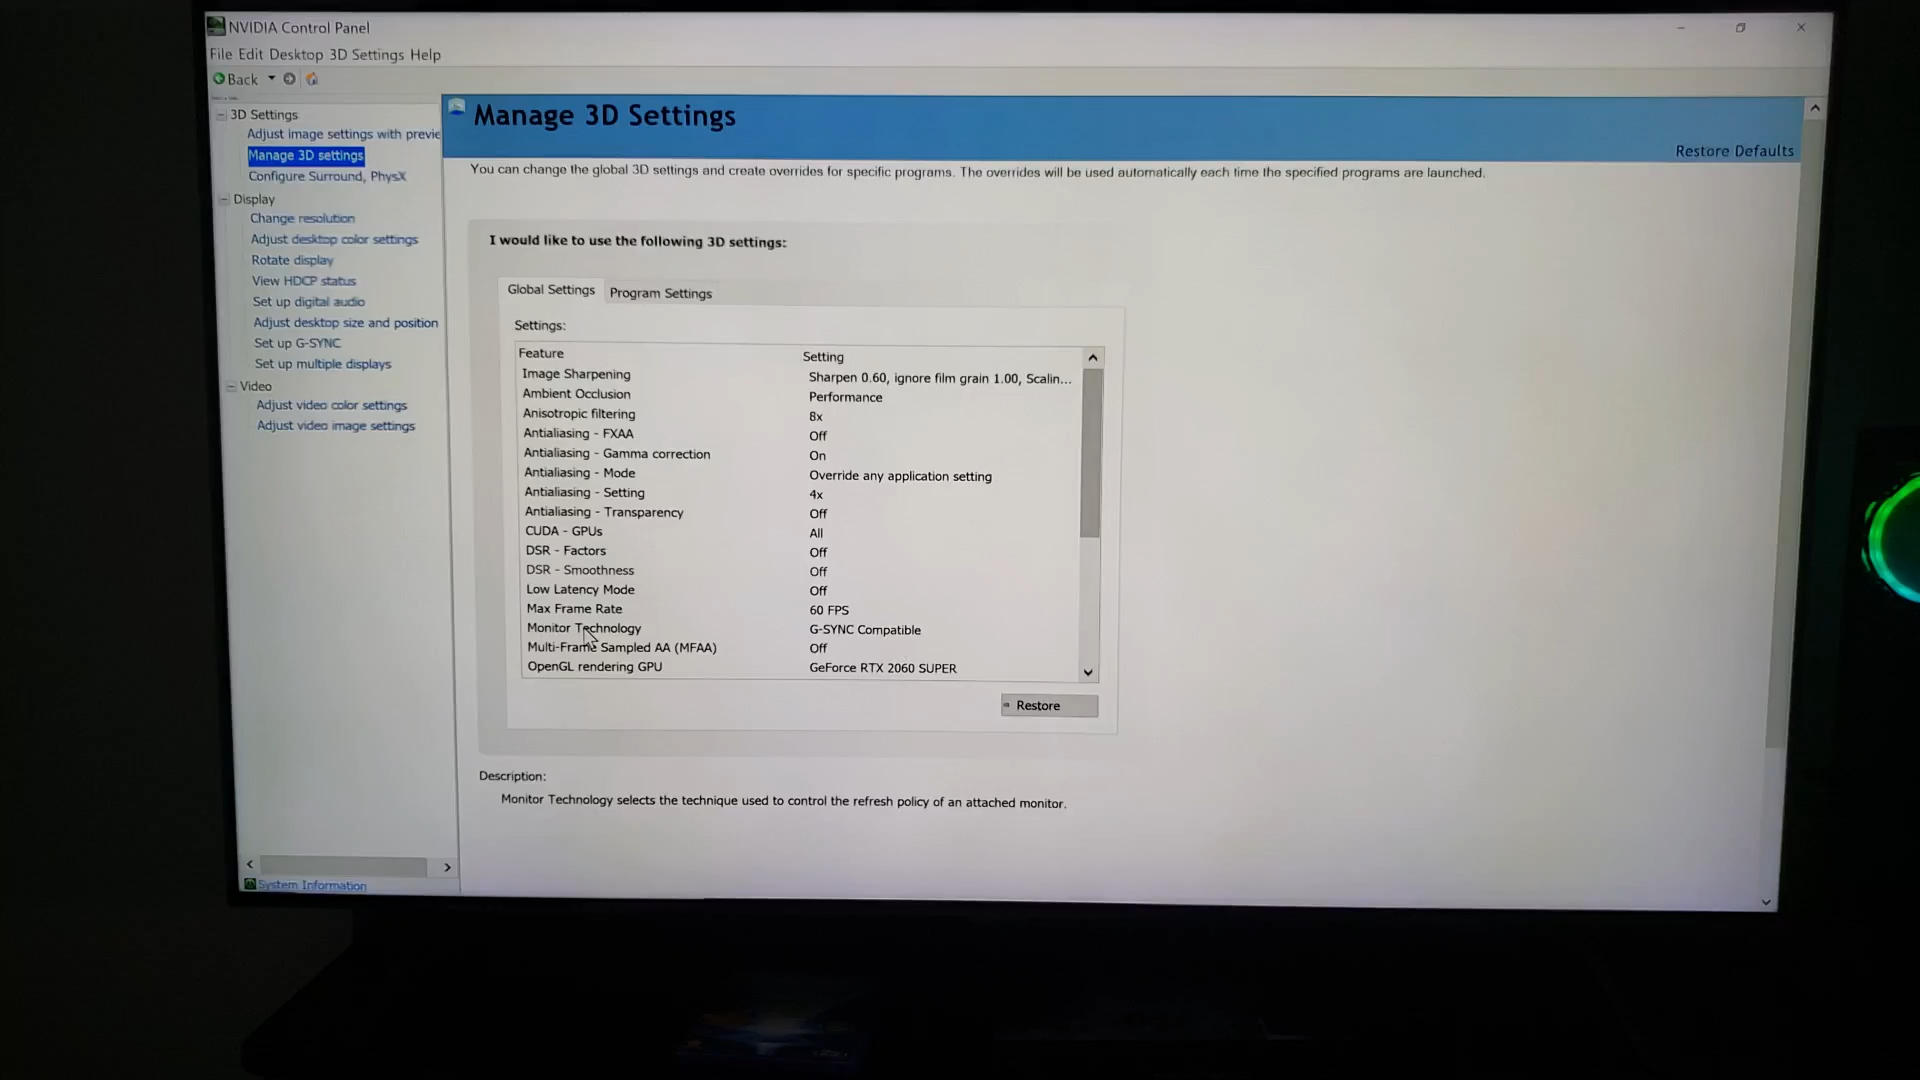 NVIDIA Control Panel
File Edit Desktop 3D Settings Help
Back
3D Settings
Adjust image settings with previe
Manage 3D settings
Configure Surround, PhysX
Display
Change resolution
Adjust desktop color settings
Rotate display
View HDCP status
Set up digital audio
Adjust desktop size and position
Set up G-SYNC
Set up multiple displays
Video
Adjust video color settings
Adjust video image settings
System Information
Manage 3D Settings
Restore Defaults
You can change the global 3D settings and create overrides for specific programs. The overrides will be used automatically each time the specified programs are launched.
I would like to use the following 3D settings:
Global Settings Program Settings
Settings:
Feature Setting
Image Sharpening Sharpen 0.60, ignore film grain 1.00, Scalin...
Ambient Occlusion Performance
Anisotropic filtering 8x
Antialiasing - FXAA Off
Antialiasing - Gamma correction On
Antialiasing - Mode Override any application setting
Antialiasing - Setting 4x
Antialiasing - Transparency Off
CUDA - GPUs All
DSR - Factors Off
DSR - Smoothness Off
Low Latency Mode Off
Max Frame Rate 60 FPS
Monitor Technology G-SYNC Compatible
Multi-Frame Sampled AA (MFAA) Off
OpenGL rendering GPU GeForce RTX 2060 SUPER
Restore
Description:
Monitor Technology selects the technique used to control the refresh policy of an attached monitor.